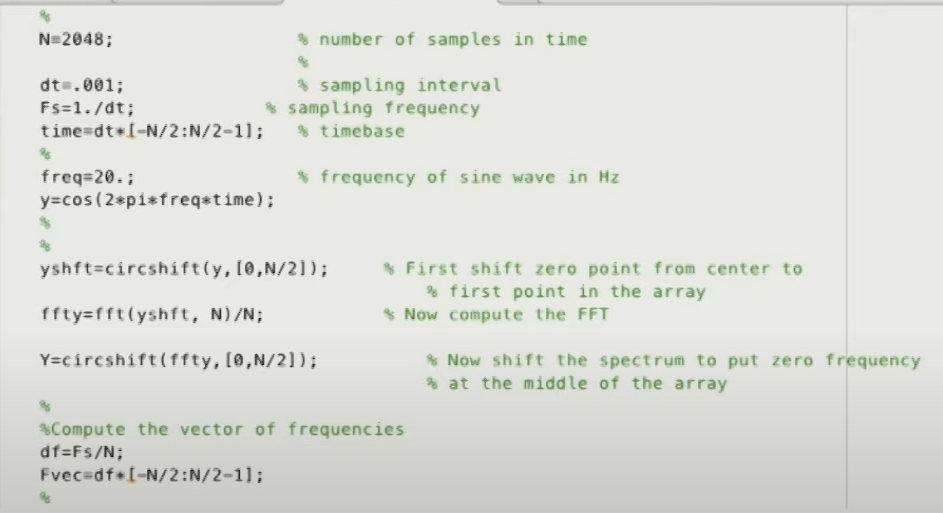 %
N=2048; % number of samples in time
%
dt=.001; % sampling interval
Fs=1./dt; % sampling frequency
time=dt*[-N/2:N/2-1]; % timebase
%
freq=20.; % frequency of sine wave in Hz
y=cos(2*pi*freq*time);
%
%
yshft=circshift(y,[0,N/2]); % First shift zero point from center to
% first point in the array
ffty=fft(yshft, N)/N; % Now compute the FFT
Y=circshift(ffty,[0,N/2]); % Now shift the spectrum to put zero frequency
% at the middle of the array
%
%Compute the vector of frequencies
df=Fs/N;
Fvec=df*[-N/2:N/2-1];
%